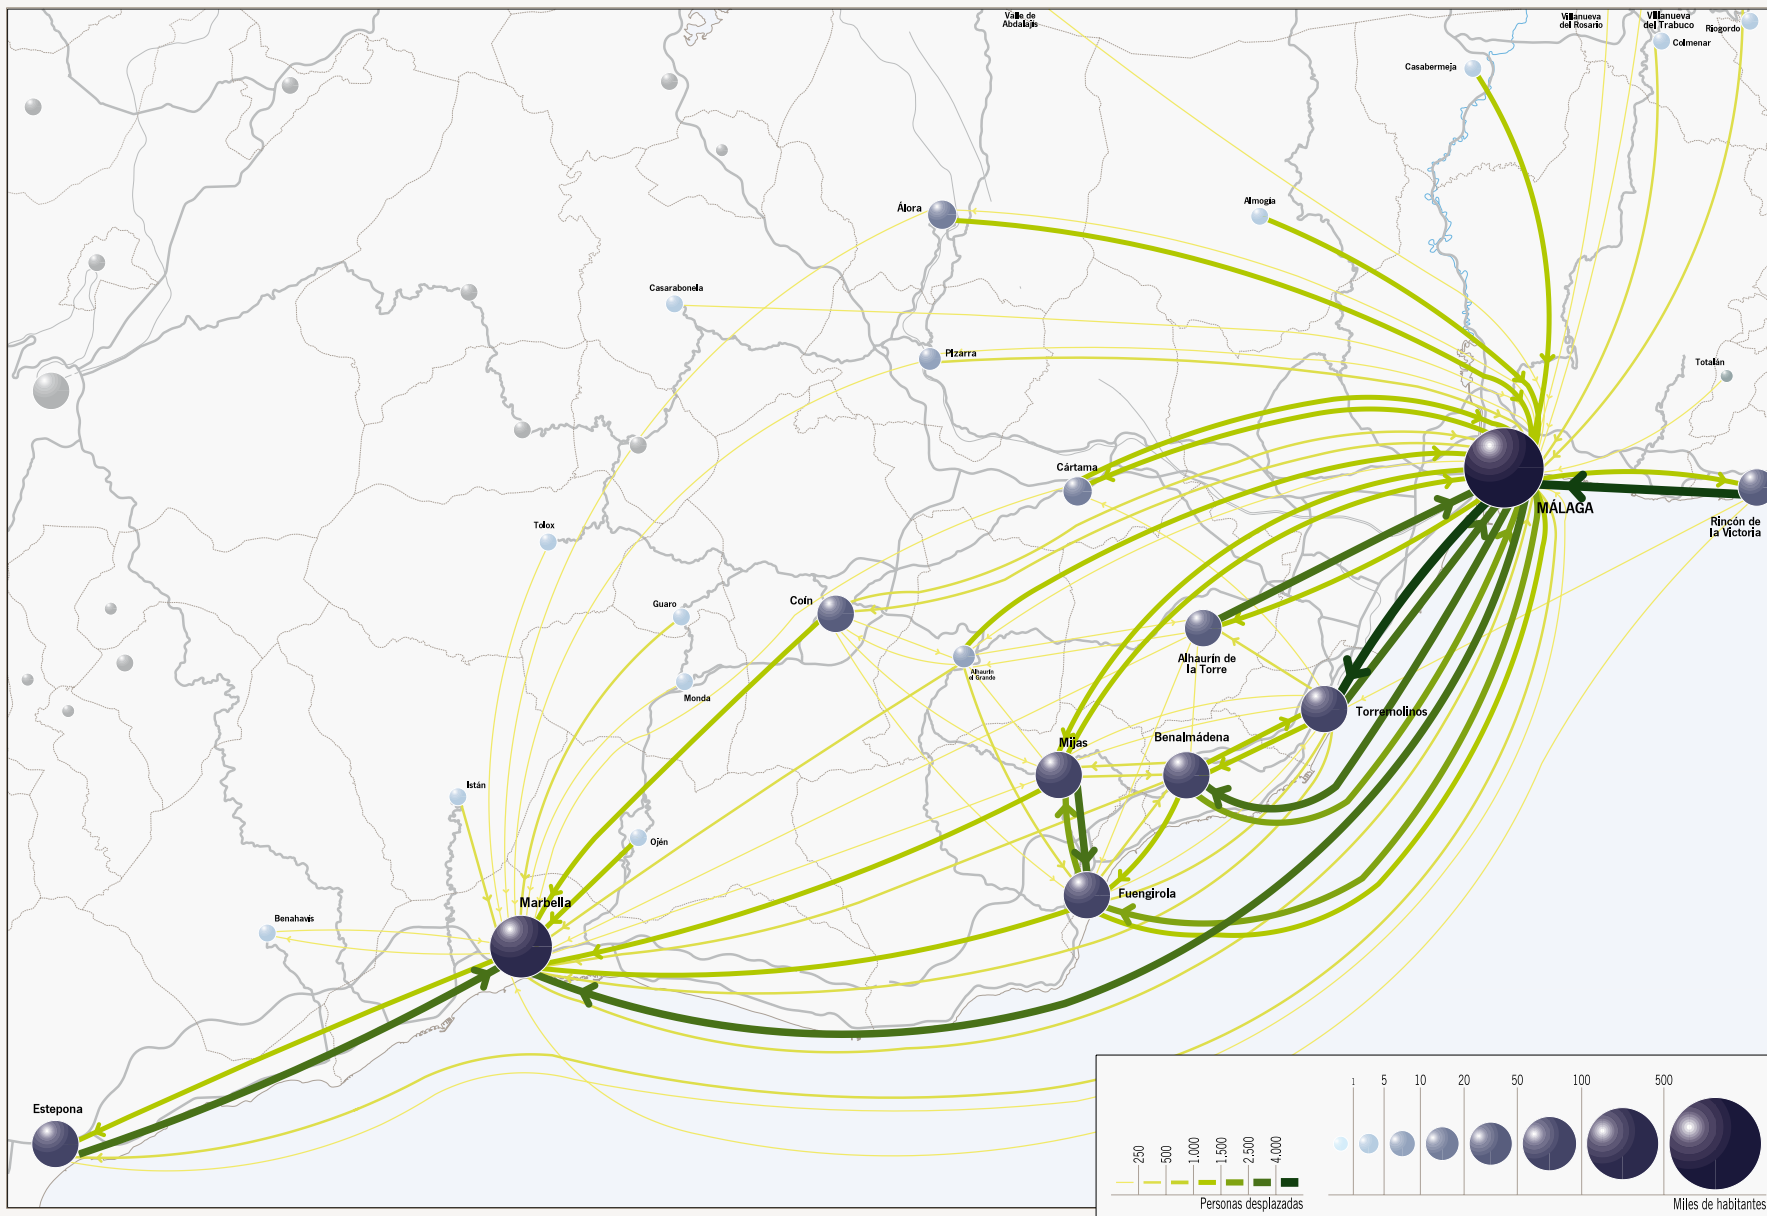 Valle de
Abdalajís
Villanueva
del Rosario
Villanueva
del Trabuco
Riogordo
Colmenar
Casabermeja
Álora
Almogía
Casarabonela
Pizarra
Totalán
Cártama
MÁLAGA
Rincón de
la Victoria
Tolox
Guaro
Coín
Alhaurín
el Grande
Alhaurín de
la Torre
Monda
Torremolinos
Mijas
Benalmádena
Istán
Ojén
Fuengirola
Marbella
Benahavís
Estepona
1 5 10 20 50 100 500
250 500 1.000 1.500 2.500 4.000
Personas desplazadas
Miles de habitantes